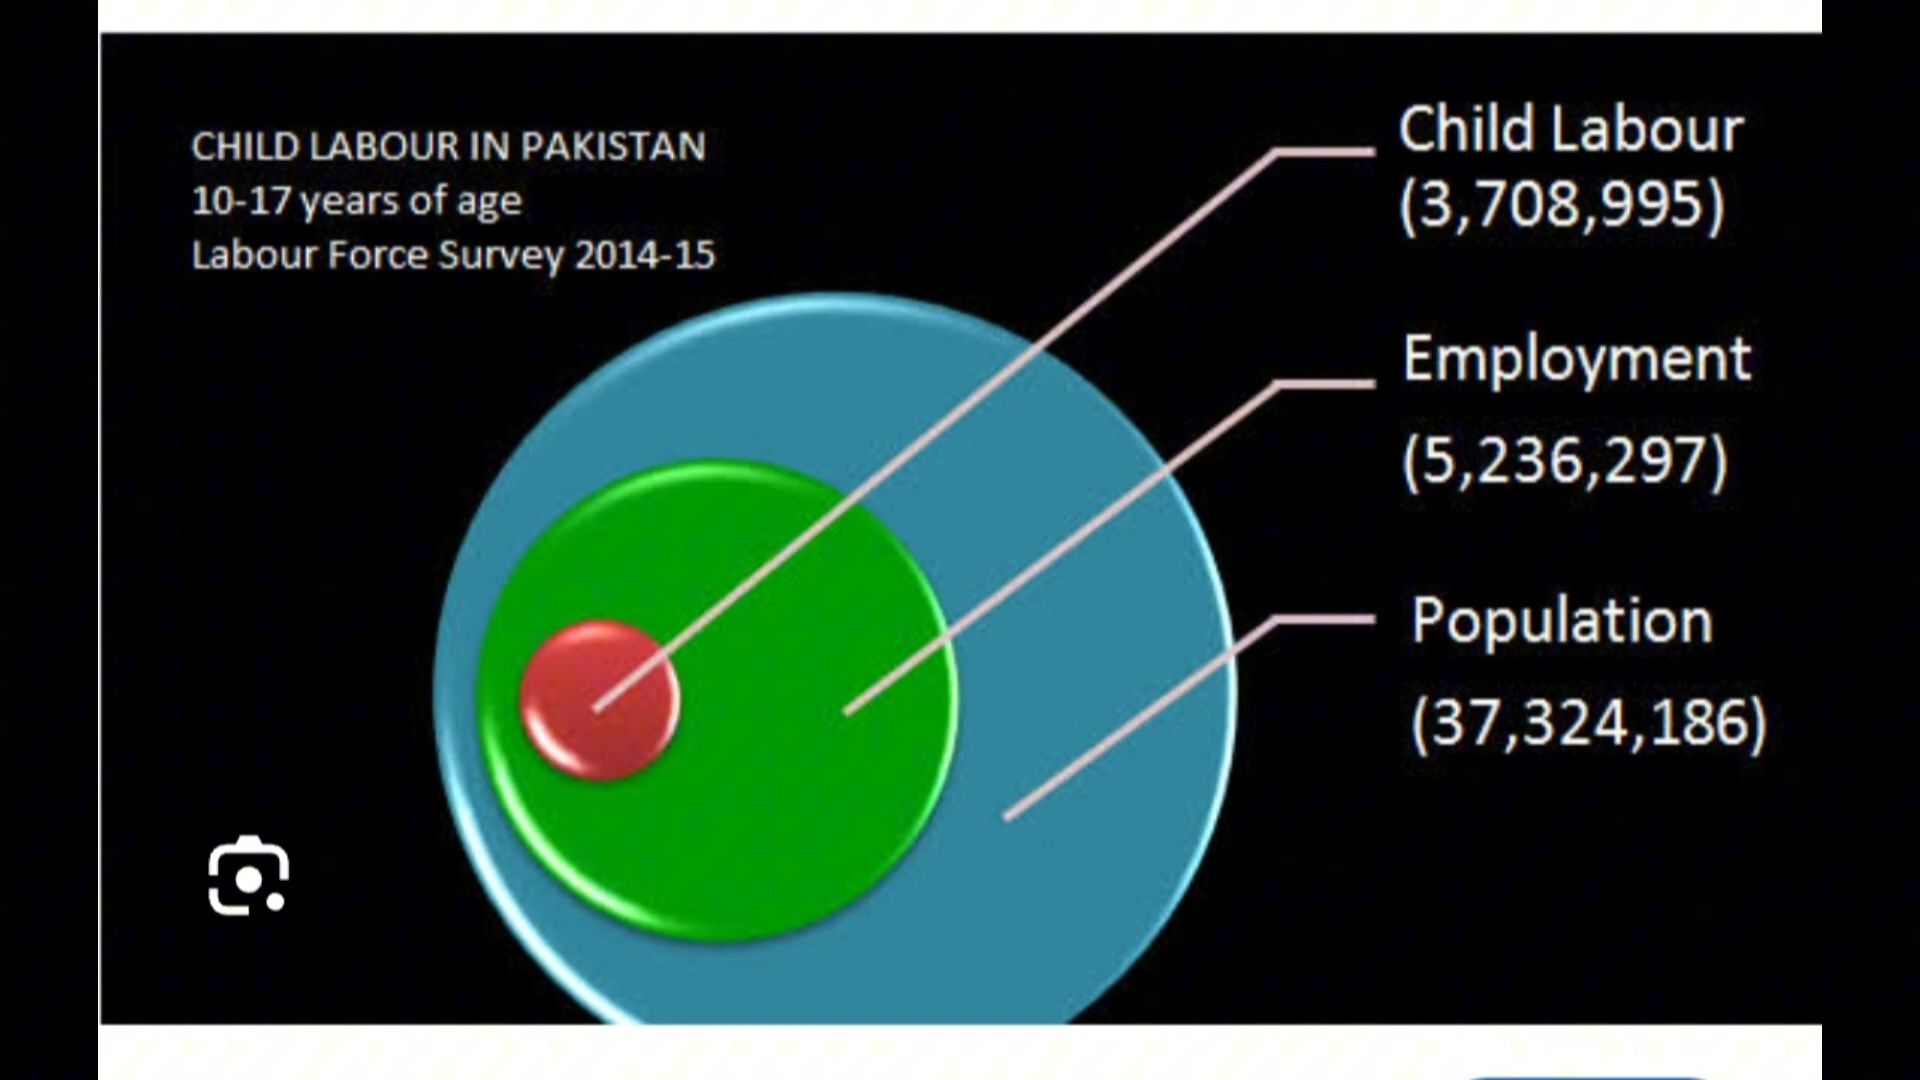 CHILD LABOUR IN PAKISTAN
10-17 years of age
Labour Force Survey 2014-15
Child Labour
(3,708,995)
Employment
(5,236,297)
Population
(37,324,186)